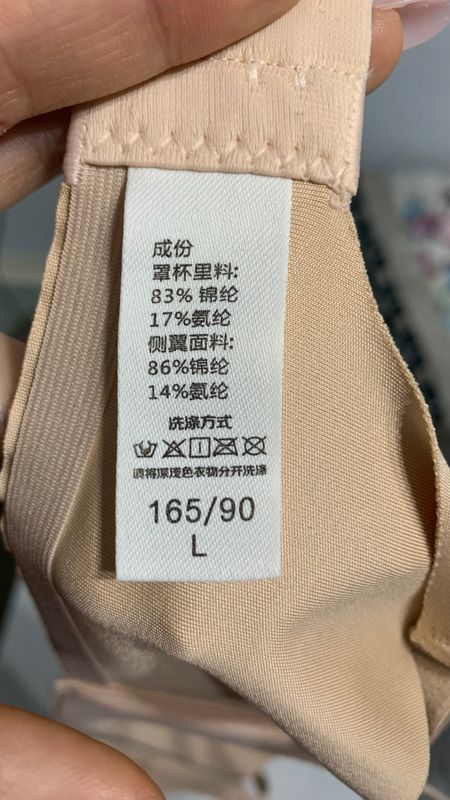 成份
罩杯里料:
83% 锦纶
17%氨纶
侧翼面料:
86%锦纶
14%氨纶
洗涤方式
请将深浅色衣物分开洗涤
165/90
L